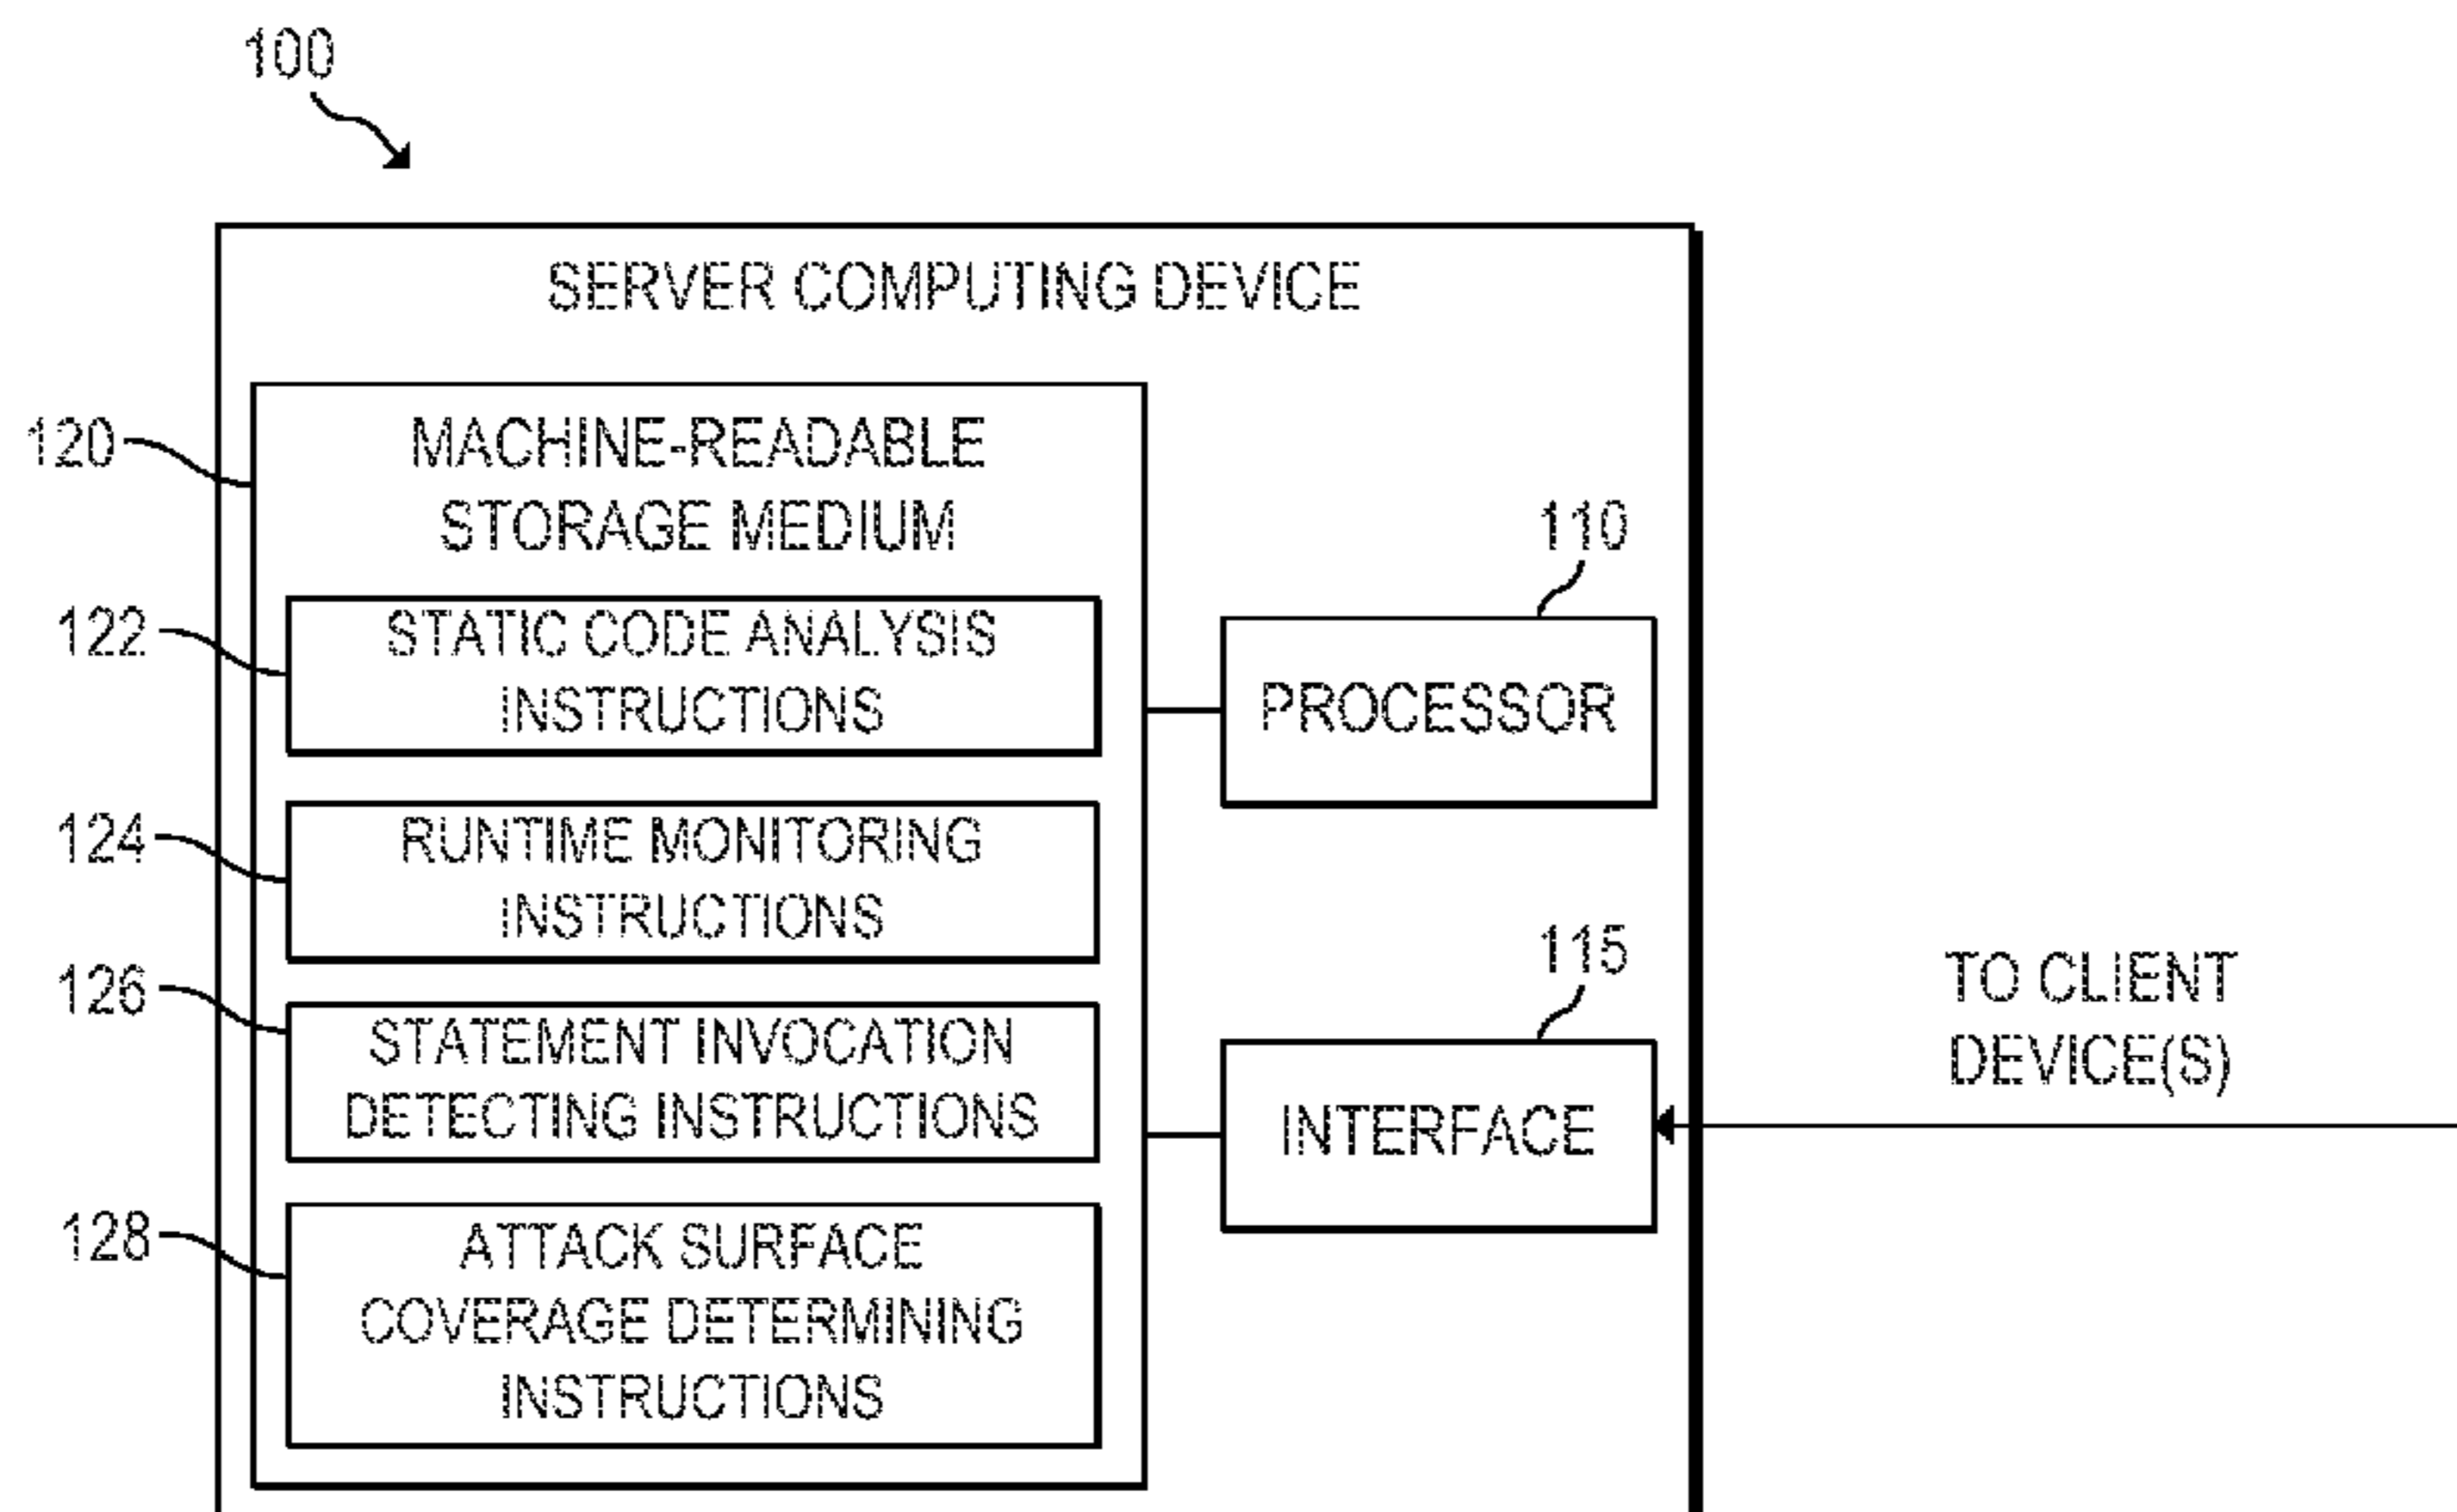 100
SERVER COMPUTING DEVICE
120
MACHINE-READABLE
STORAGE MEDIUM
122
STATIC CODE ANALYSIS
INSTRUCTIONS
124
RUNTIME MONITORING
INSTRUCTIONS
126
STATEMENT INVOCATION
DETECTING INSTRUCTIONS
128
ATTACK SURFACE
COVERAGE DETERMINING
INSTRUCTIONS
110
PROCESSOR
115
INTERFACE
TO CLIENT
DEVICE(S)